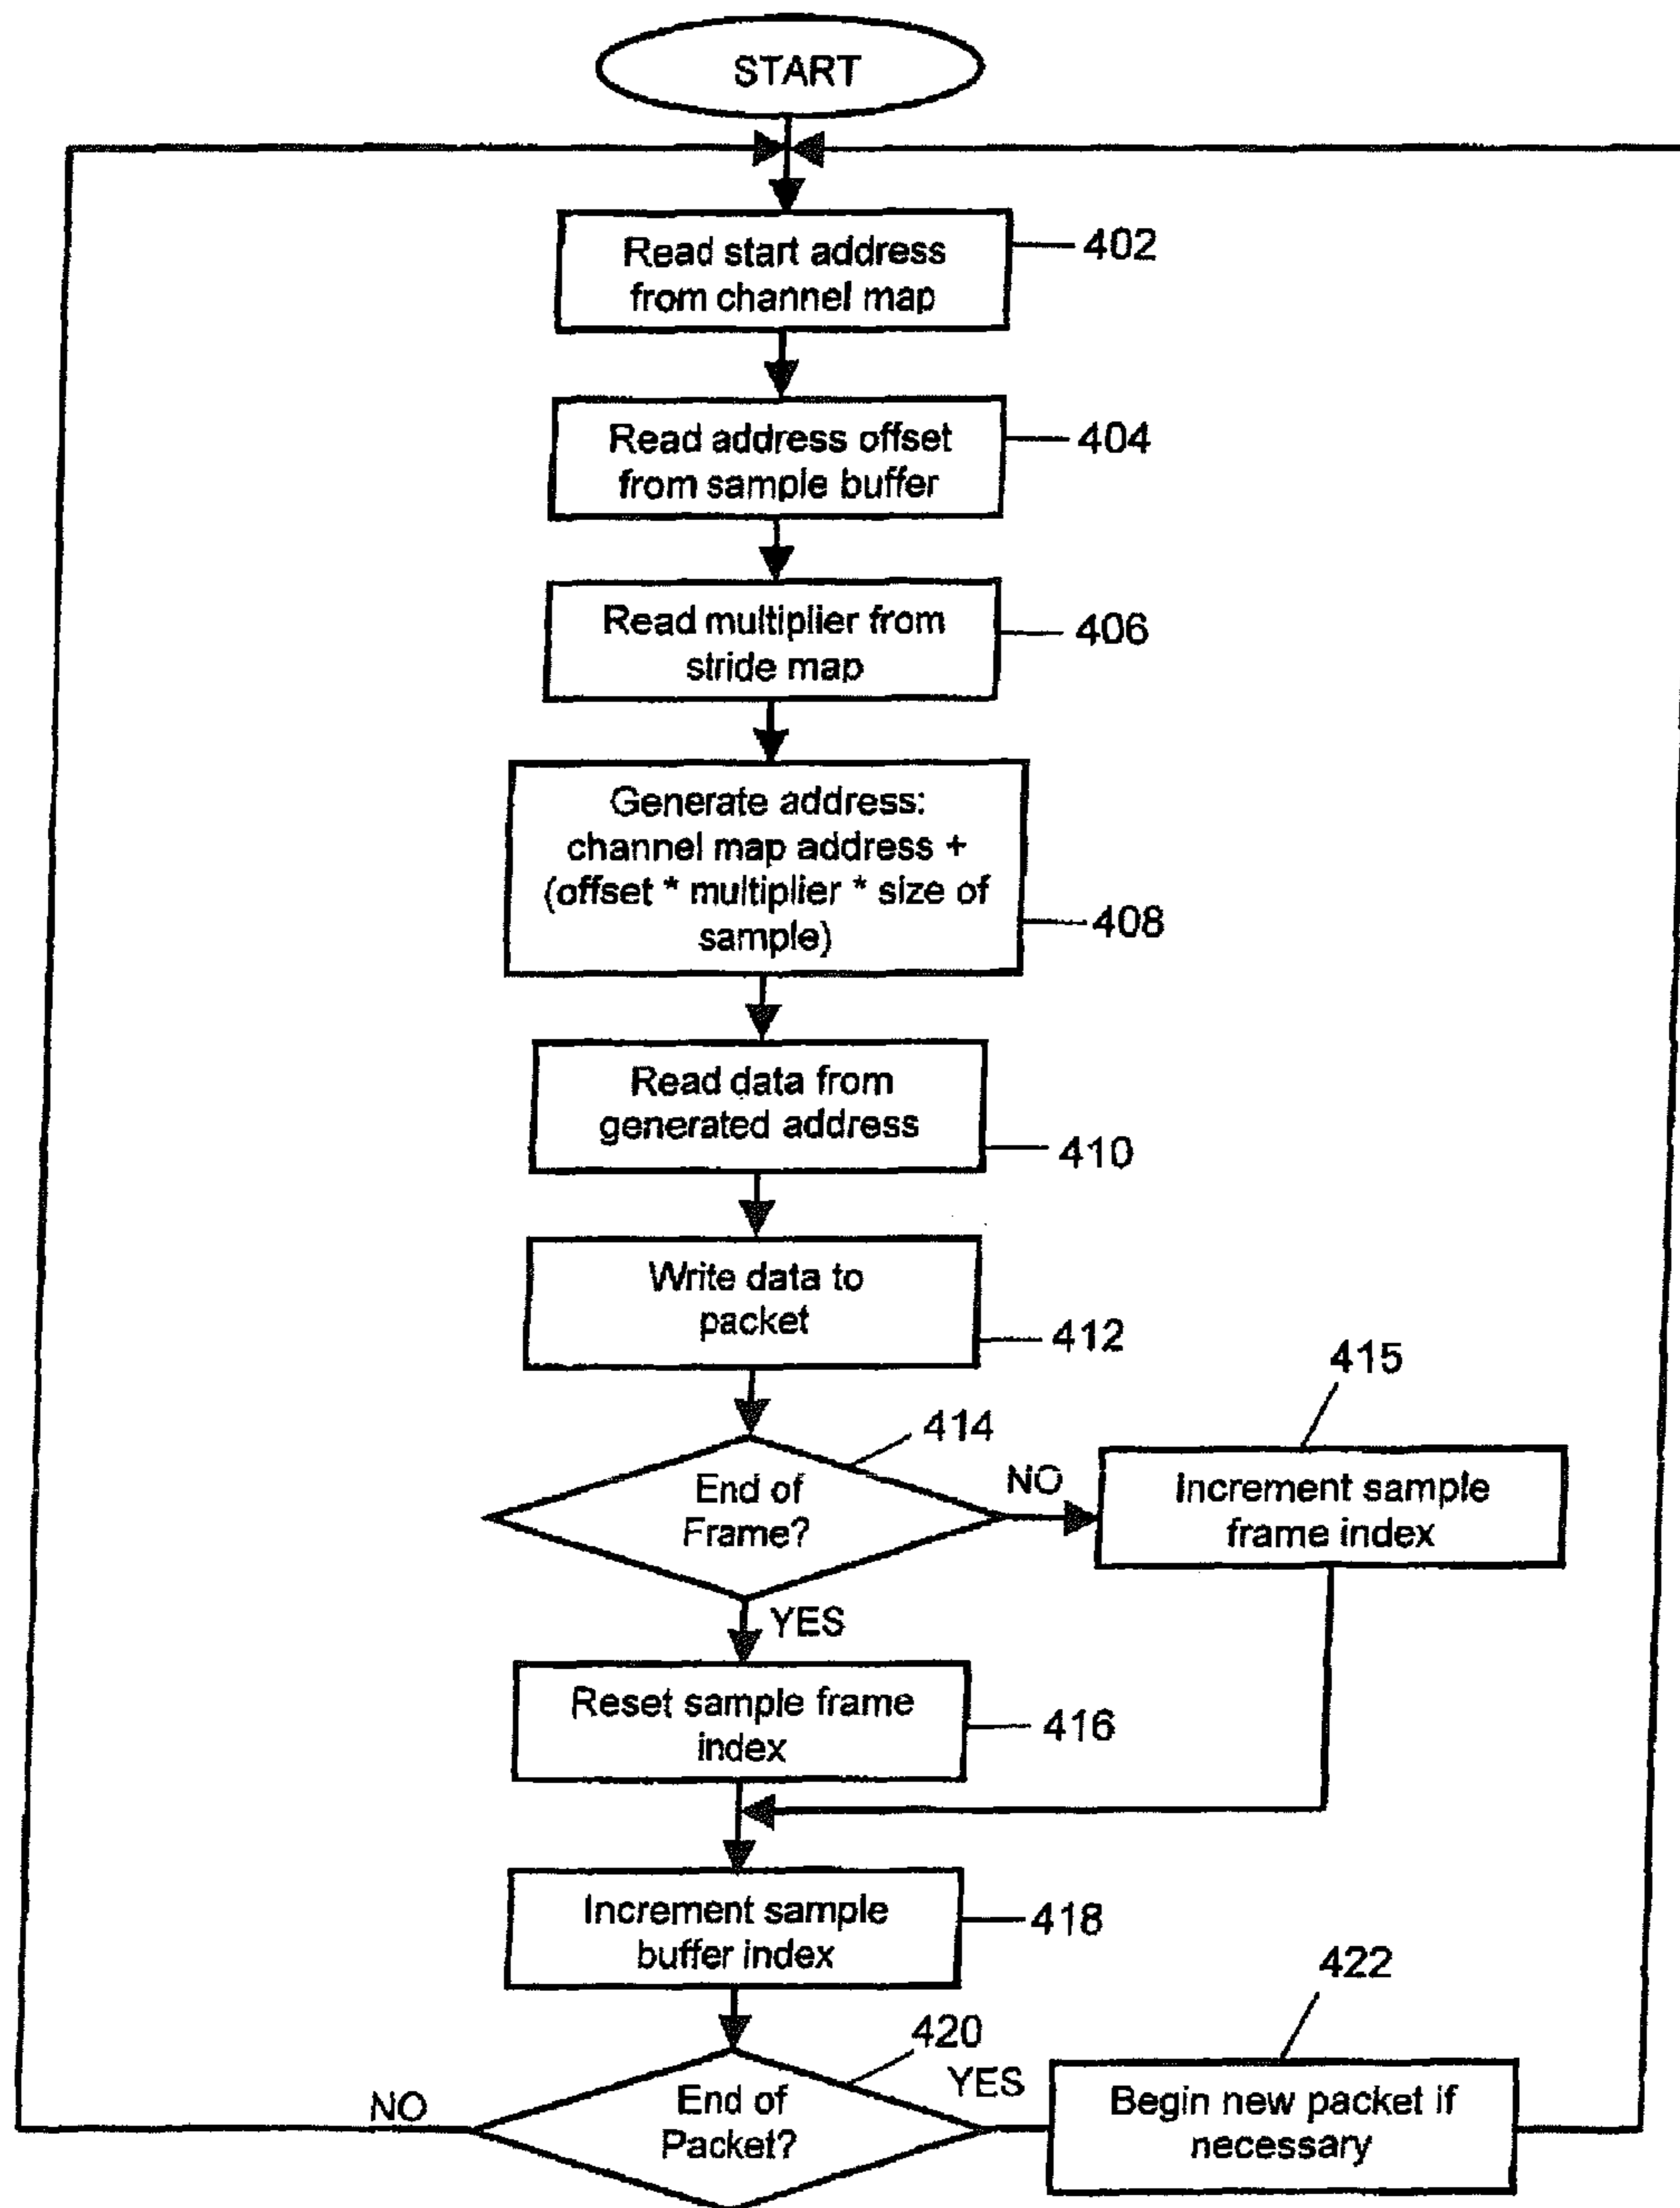 START
Read start address
from channel map
402
Read address offset
from sample buffer
404
Read multiplier from
stride map
406
Generate address:
channel map address +
(offset * multiplier * size of
sample)
408
Read data from
generated address
410
Write data to
packet
412
End of
Frame?
414
NO
Increment sample
frame index
415
YES
Reset sample frame
index
416
Increment sample
buffer index
418
End of
Packet?
420
NO
YES
Begin new packet if
necessary
422